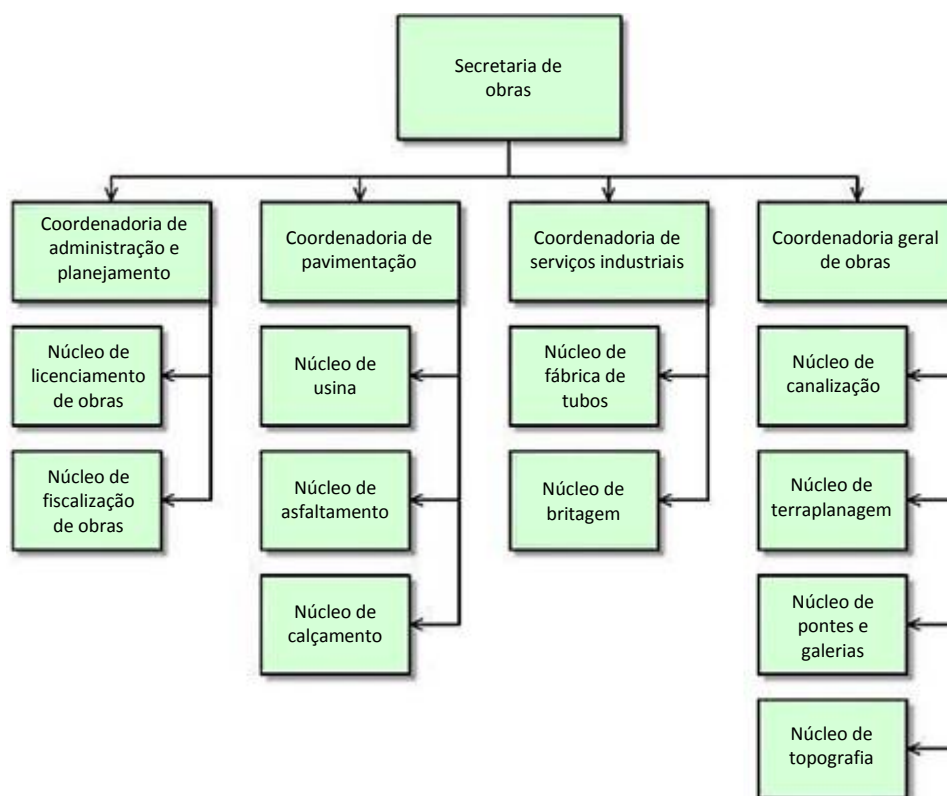 Secretaria de
obras
Coordenadoria de
administração e
planejamento
Núcleo de
licenciamento
de obras
Núcleo de
fiscalização
de obras
Coordenadoria de
pavimentação
Núcleo de
usina
Núcleo de
asfaltamento
Núcleo de
calçamento
Coordenadoria de
serviços industriais
Núcleo de
fábrica de
tubos
Núcleo de
britagem
Coordenadoria geral
de obras
Núcleo de
canalização
Núcleo de
terraplanagem
Núcleo de
pontes e
galerias
Núcleo de
topografia